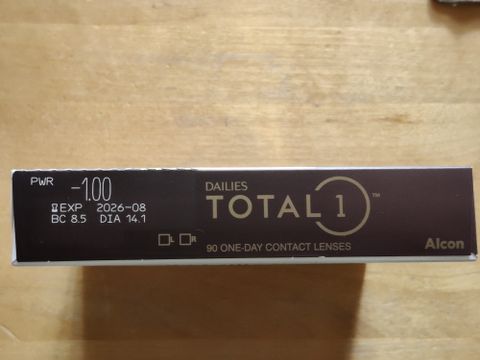 PWR -1.00
EXP 2026-08
BC 8.5 DIA 14.1
L R
DAILIES
TOTAL 1™
90 ONE-DAY CONTACT LENSES
Alcon